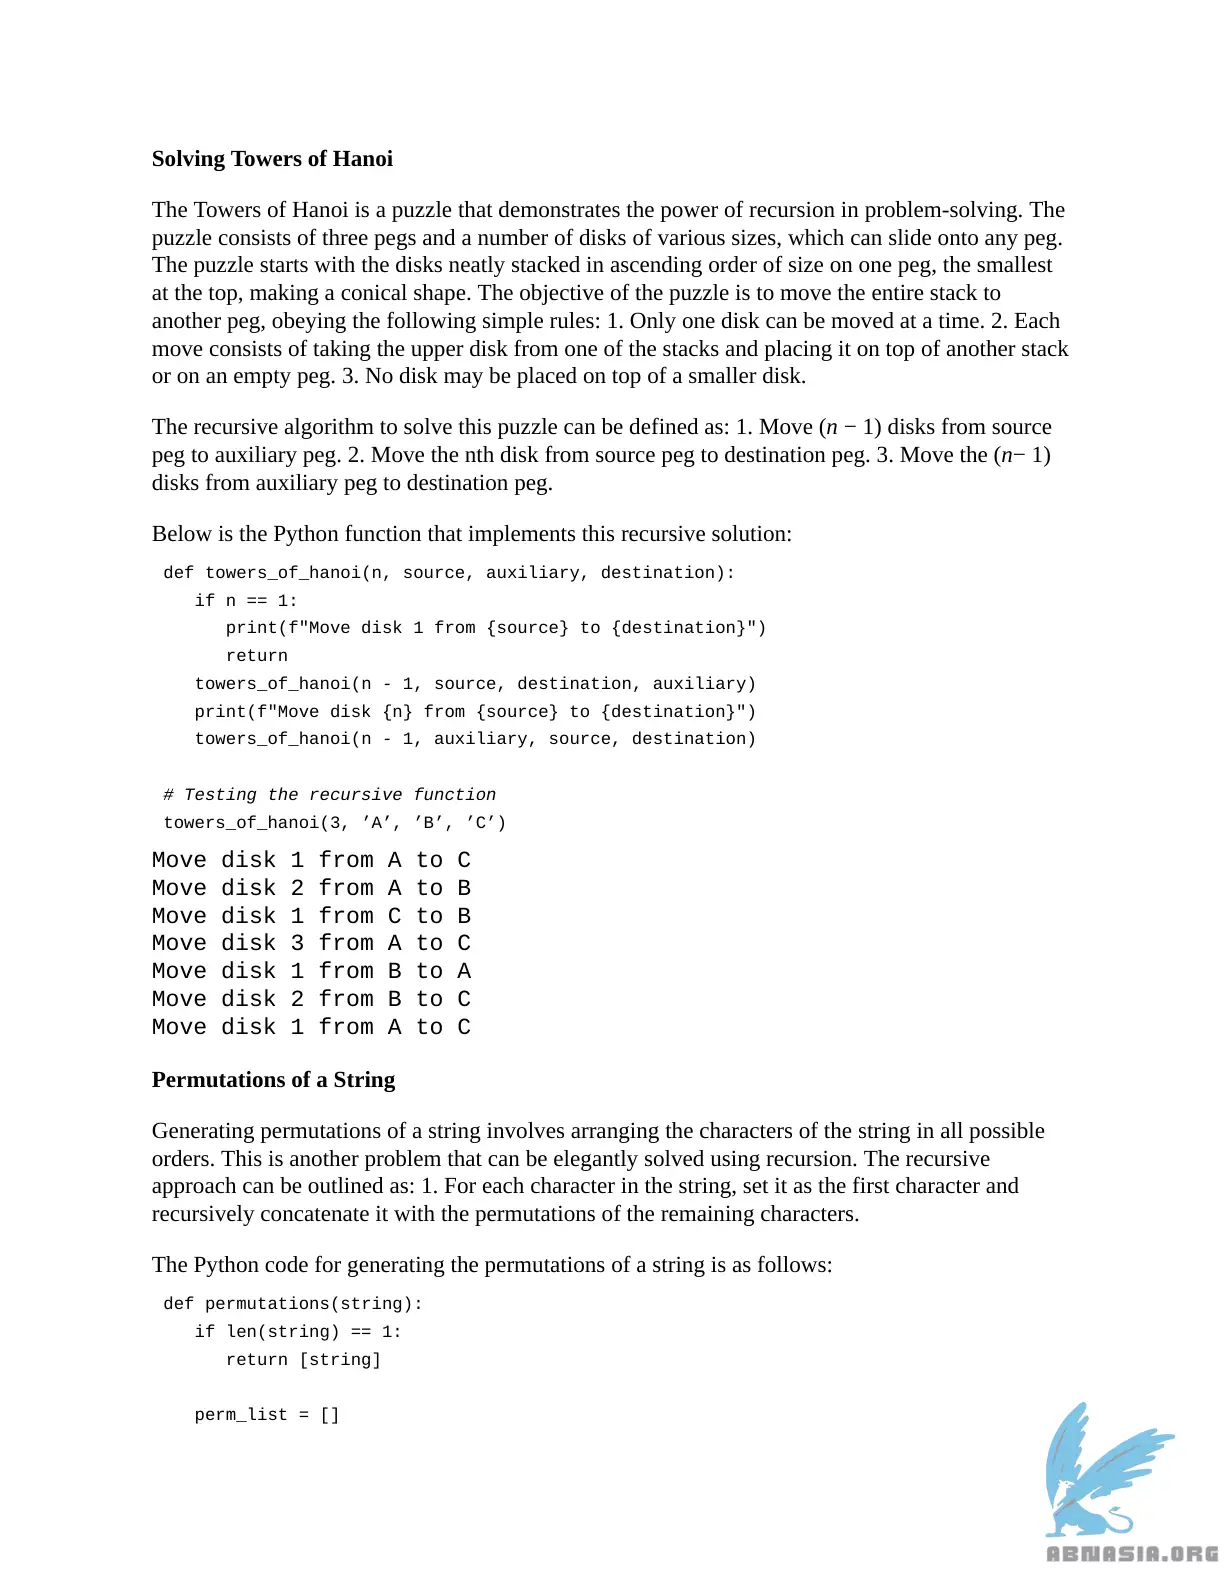 Solving Towers of Hanoi
The Towers of Hanoi is a puzzle that demonstrates the power of recursion in problem-solving. The
puzzle consists of three pegs and a number of disks of various sizes, which can slide onto any peg.
The puzzle starts with the disks neatly stacked in ascending order of size on one peg, the smallest
at the top, making a conical shape. The objective of the puzzle is to move the entire stack to
another peg, obeying the following simple rules: 1. Only one disk can be moved at a time. 2. Each
move consists of taking the upper disk from one of the stacks and placing it on top of another stack
or on an empty peg. 3. No disk may be placed on top of a smaller disk.
The recursive algorithm to solve this puzzle can be defined as: 1. Move (n − 1) disks from source
peg to auxiliary peg. 2. Move the nth disk from source peg to destination peg. 3. Move the (n− 1)
disks from auxiliary peg to destination peg.
Below is the Python function that implements this recursive solution:
def towers_of_hanoi(n, source, auxiliary, destination):
   if n == 1:
      print(f"Move disk 1 from {source} to {destination}")
      return
   towers_of_hanoi(n - 1, source, destination, auxiliary)
   print(f"Move disk {n} from {source} to {destination}")
   towers_of_hanoi(n - 1, auxiliary, source, destination)
# Testing the recursive function
towers_of_hanoi(3, ’A’, ’B’, ’C’)
Move disk 1 from A to C
Move disk 2 from A to B
Move disk 1 from C to B
Move disk 3 from A to C
Move disk 1 from B to A
Move disk 2 from B to C
Move disk 1 from A to C
Permutations of a String
Generating permutations of a string involves arranging the characters of the string in all possible
orders. This is another problem that can be elegantly solved using recursion. The recursive
approach can be outlined as: 1. For each character in the string, set it as the first character and
recursively concatenate it with the permutations of the remaining characters.
The Python code for generating the permutations of a string is as follows:
def permutations(string):
   if len(string) == 1:
      return [string]
   perm_list = []
ABNASIA.ORG